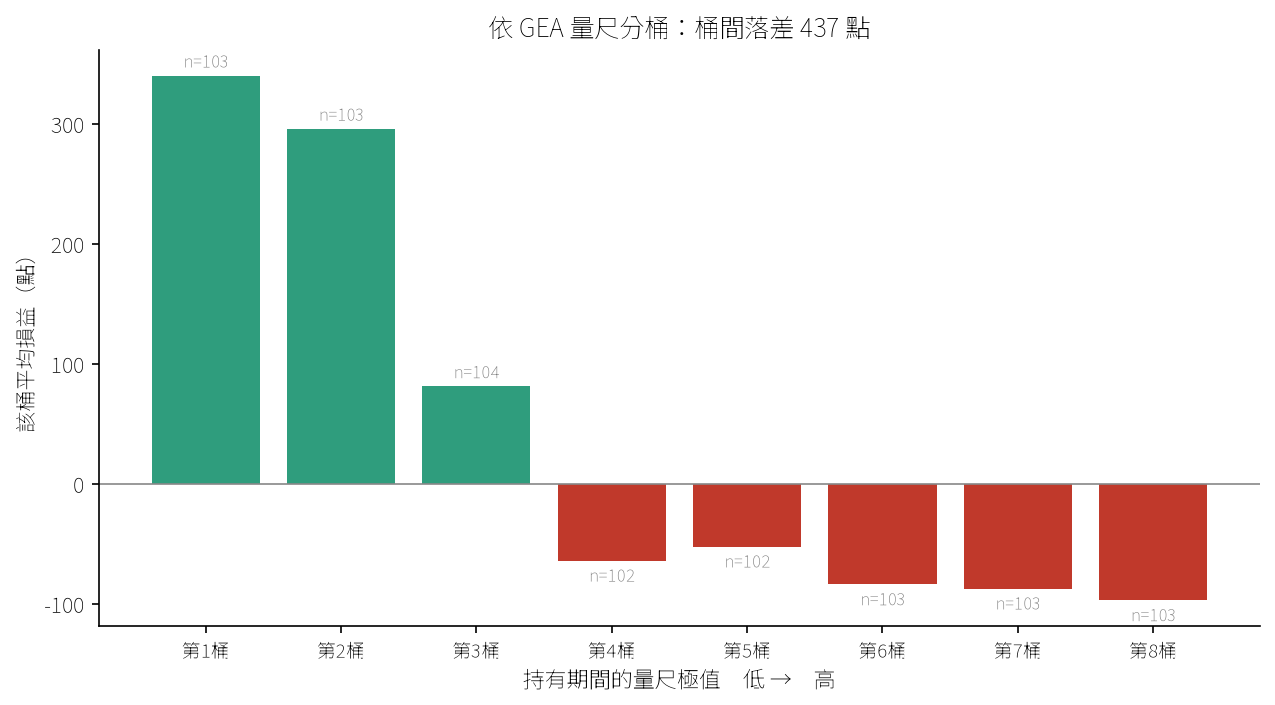 依 GEA 量尺分桶：桶間落差 437 點
該桶平均損益（點）
300
200
100
0
-100
n=103
n=103
n=104
n=102
n=102
n=103
n=103
n=103
第1桶
第2桶
第3桶
第4桶
第5桶
第6桶
第7桶
第8桶
持有期間的量尺極值　低 →　高